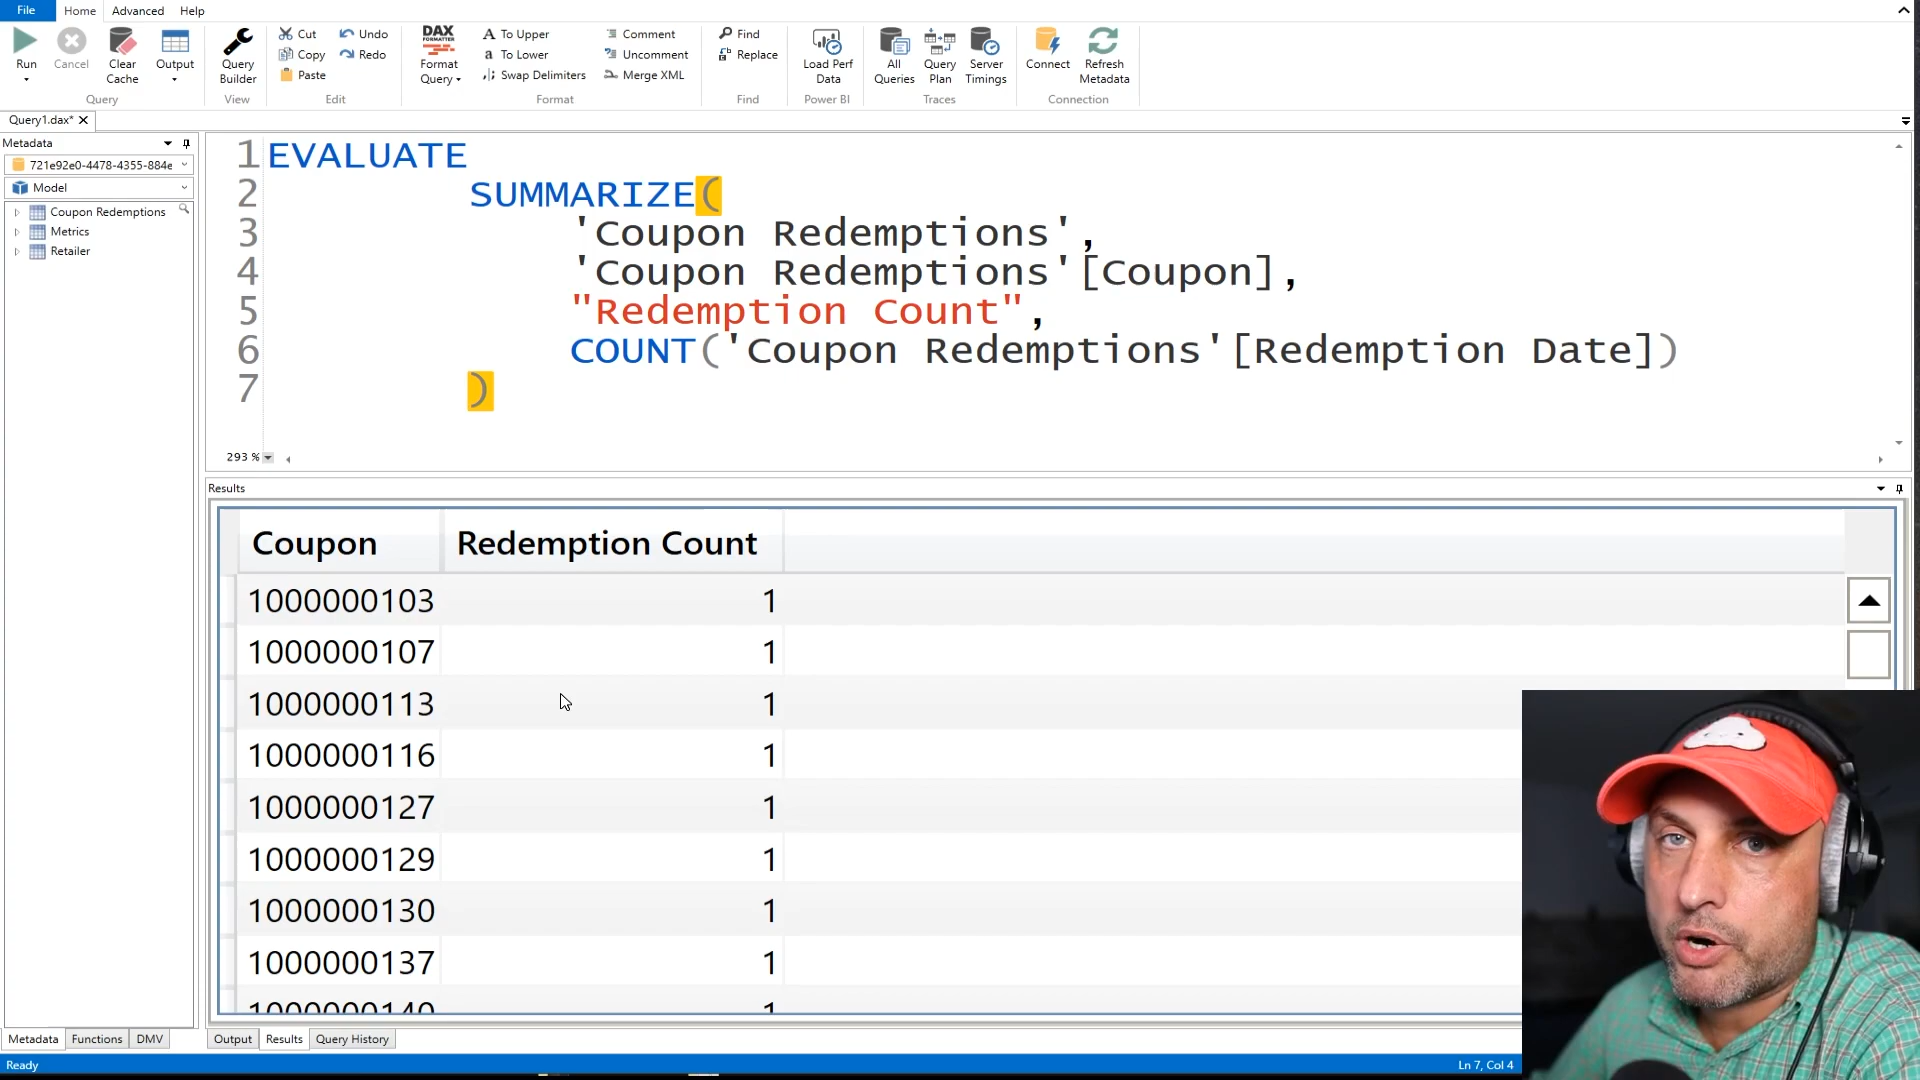 File Home Advanced Help
Run
Cancel
Clear Cache
Output
Query
Query Builder
View
Cut
Copy
Paste
Undo
Redo
Edit
DAX FORMATTER
Format Query
a To Upper
a To Lower
Swap Delimiters
Comment
Uncomment
Merge XML
Format
Find
Replace
Find
Load Perf Data
Power BI
All Queries
Query Plan
Server Timings
Traces
Connect
Refresh Metadata
Connection
Query1.dax*
Metadata
721e92e0-4478-4355-884e
Model
Coupon Redemptions
Metrics
Retailer
1 EVALUATE
2 SUMMARIZE(
3 'Coupon Redemptions',
4 'Coupon Redemptions'[Coupon],
5 "Redemption Count",
6 COUNT('Coupon Redemptions'[Redemption Date])
7 )
293 %
Results
Coupon Redemption Count
1000000103 1
1000000107 1
1000000113 1
1000000116 1
1000000127 1
1000000129 1
1000000130 1
1000000137 1
1000000140 1
Metadata Functions DMV
Output Results Query History
Ready
Ln 7, Col 4